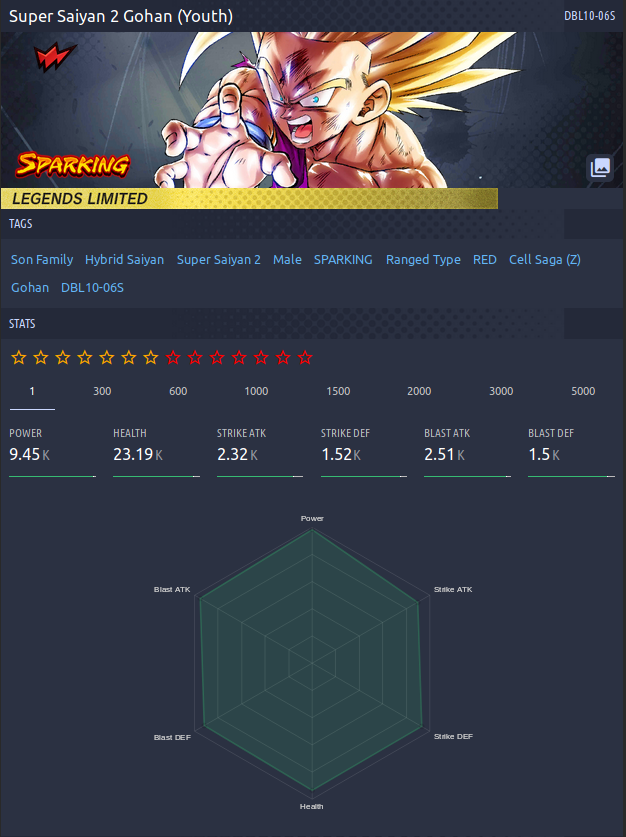 Super Saiyan 2 Gohan (Youth) DBL10-06S
SPARKING
LEGENDS LIMITED
TAGS
Son Family Hybrid Saiyan Super Saiyan 2 Male SPARKING Ranged Type RED Cell Saga (Z)
Gohan DBL10-06S
STATS
1 300 600 1000 1500 2000 3000 5000
POWER HEALTH STRIKE ATK STRIKE DEF BLAST ATK BLAST DEF
9.45 K 23.19 K 2.32 K 1.52 K 2.51 K 1.5 K
Power
Blast ATK Strike ATK
Blast DEF Strike DEF
Health